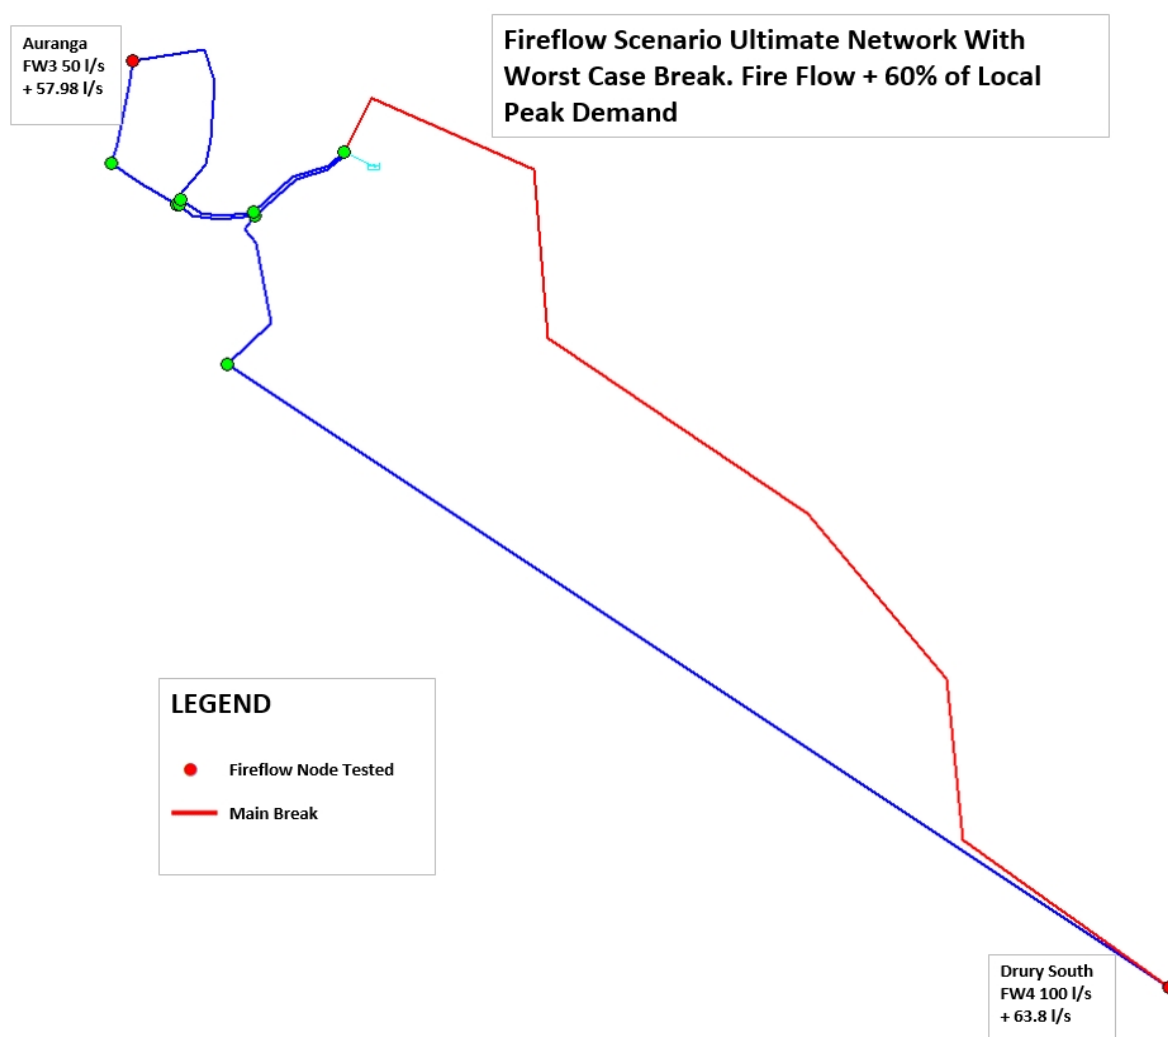 Auranga
FW3 50 l/s
+ 57.98 l/s
Fireflow Scenario Ultimate Network With
Worst Case Break. Fire Flow + 60% of Local
Peak Demand
LEGEND
Fireflow Node Tested
Main Break
Drury South
FW4 100 l/s
+ 63.8 l/s